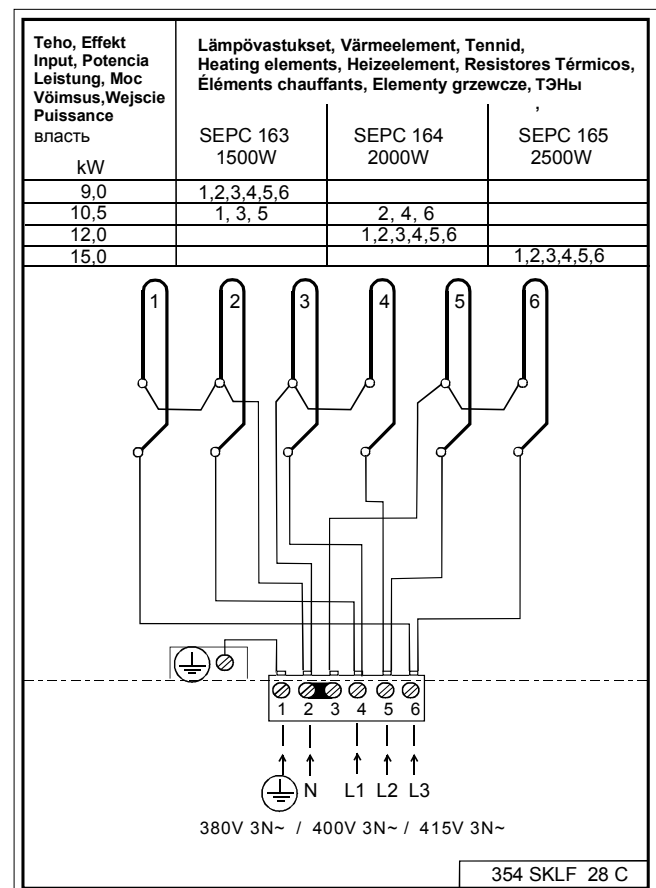 Teho, Effekt
Input, Potencia
Leistung, Moc
Vöimsus,Wejscie
Puissance
власть
kW
Lämpövastukset, Värmeelement, Tennid,
Heating elements, Heizeelement, Resistores Térmicos,
Éléments chauffants, Elementy grzewcze, ТЭНы
,
SEPC 163 SEPC 164 SEPC 165
1500W 2000W 2500W
9,0 1,2,3,4,5,6
10,5 1, 3, 5 2, 4, 6
12,0 1,2,3,4,5,6
15,0 1,2,3,4,5,6
1 2 3 4 5 6
1 2 3 4 5 6
N L1 L2 L3
380V 3N~ / 400V 3N~ / 415V 3N~
354 SKLF 28 C